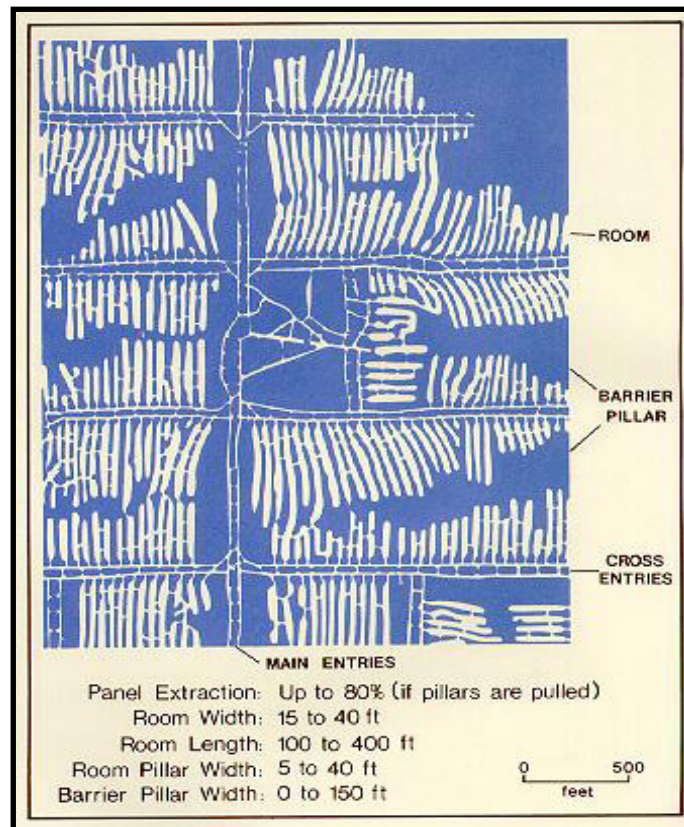 ROOM
BARRIER
PILLAR
CROSS
ENTRIES
MAIN ENTRIES
Panel Extraction: Up to 80% (if pillars are pulled)
Room Width: 15 to 40 ft
Room Length: 100 to 400 ft
Room Pillar Width: 5 to 40 ft
Barrier Pillar Width: 0 to 150 ft
0 500
feet